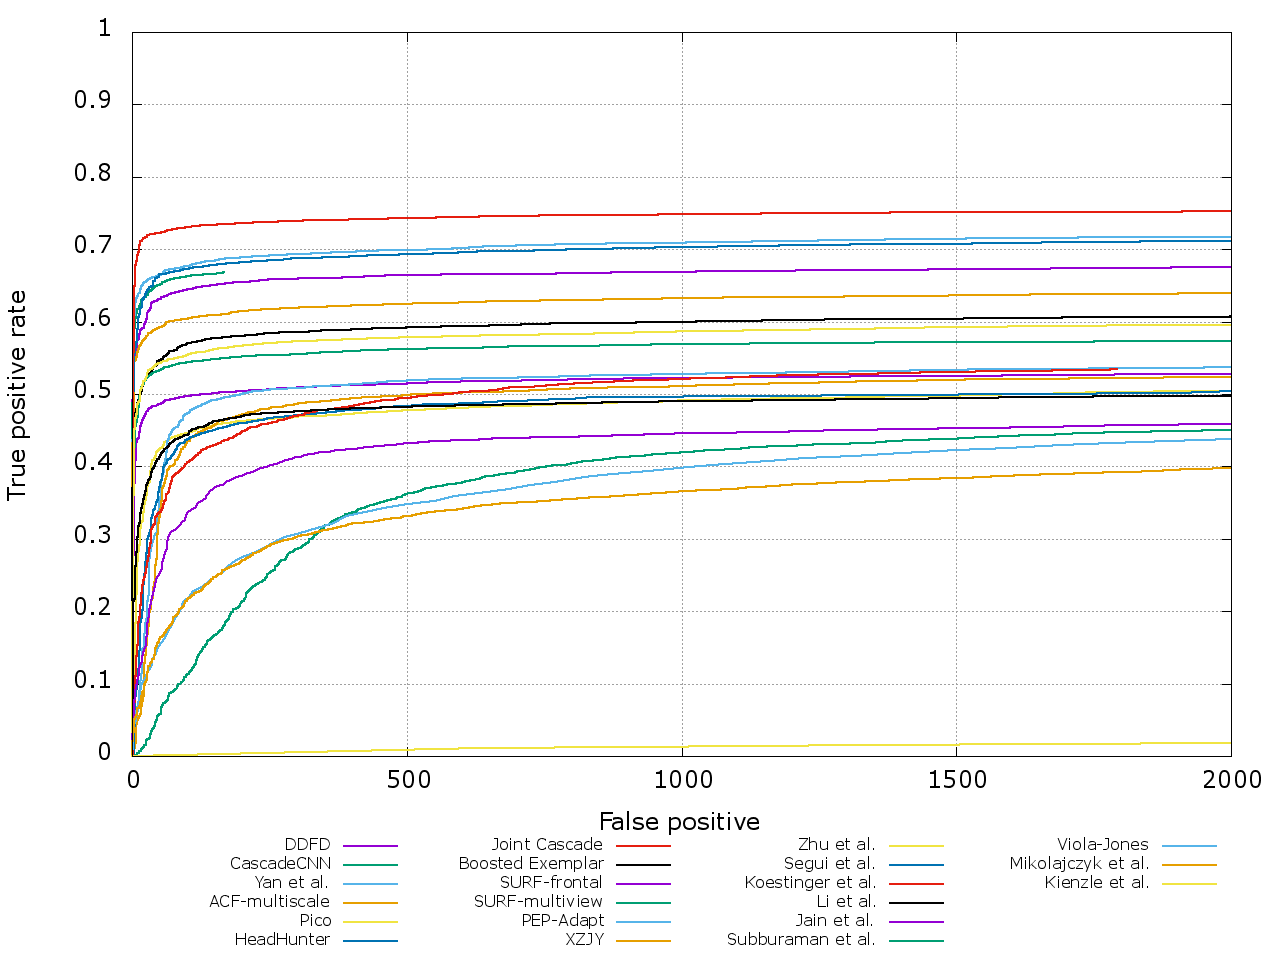 1
0.9
0.8
0.7
0.6
0.5
0.4
0.3
0.2
0.1
0
True positive rate
0 500 1000 1500 2000
False positive
DDFD Joint Cascade Zhu et al. Viola-Jones
CascadeCNN Boosted Exemplar Segui et al. Mikolajczyk et al.
Yan et al. SURF-frontal Koestinger et al. Kienzle et al.
ACF-multiscale SURF-multiview Li et al.
Pico PEP-Adapt Jain et al.
HeadHunter XZJY Subburaman et al.